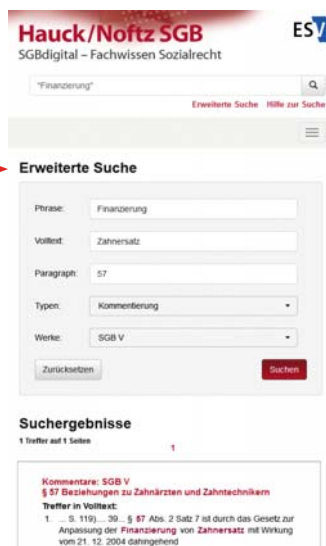 Hauck/Noftz SGB
ESV
SGBdigital – Fachwissen Sozialrecht
"Finanzierung"
Erweiterte Suche Hilfe zur Suche
Erweiterte Suche
Phrase: Finanzierung
Volltext: Zahnersatz
Paragraph: 57
Typen: Kommentierung
Werke: SGB V
Zurücksetzen Suchen
Suchergebnisse
1 Treffer auf 1 Seiten
1
Kommentare: SGB V
§ 57 Beziehungen zu Zahnärzten und Zahntechnikern
Treffer in Volltext:
1. ... S. 119).... 39... § 57 Abs. 2 Satz 7 ist durch das Gesetz zur
Anpassung der Finanzierung von Zahnersatz mit Wirkung
vom 21. 12. 2004 dahingehend